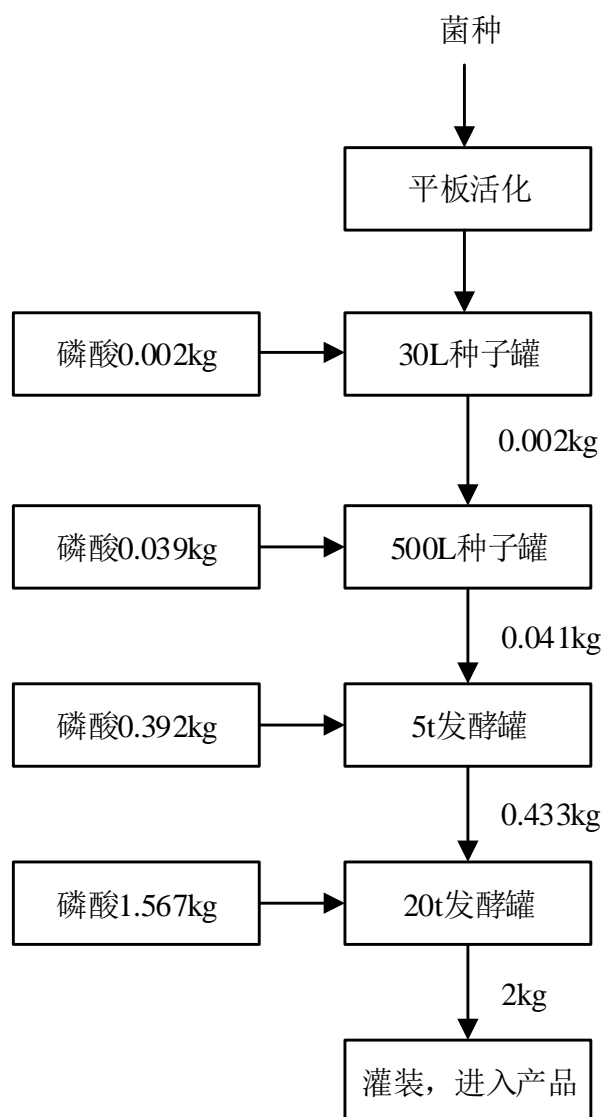 菌种
平板活化
磷酸0.002kg
30L种子罐
0.002kg
磷酸0.039kg
500L种子罐
0.041kg
磷酸0.392kg
5t发酵罐
0.433kg
磷酸1.567kg
20t发酵罐
2kg
灌装，进入产品